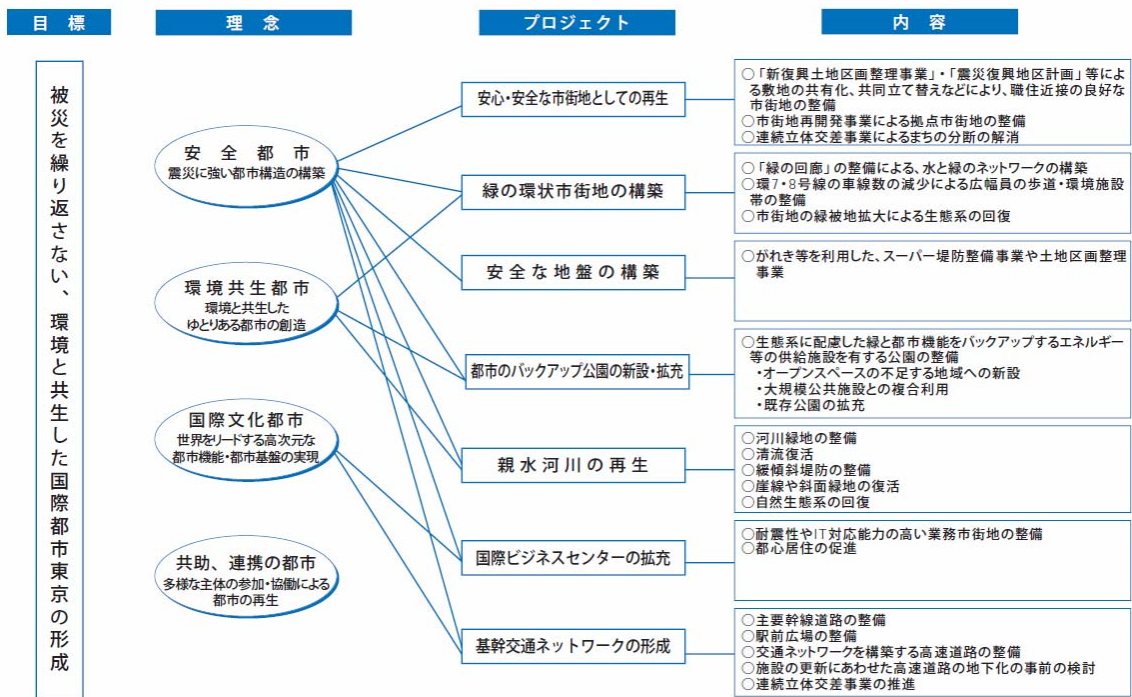 目標
理念
プロジェクト
内容
被災を繰り返さない、環境と共生した国際都市東京の形成
安全都市
震災に強い都市構造の構築
環境共生都市
環境と共生した
ゆとりある都市の創造
国際文化都市
世界をリードする高次元な
都市機能・都市基盤の実現
共助、連携の都市
多様な主体の参加・協働による
都市の再生
安心・安全な市街地としての再生
緑の環状市街地の構築
安全な地盤の構築
都市のバックアップ公園の新設・拡充
親水河川の再生
国際ビジネスセンターの拡充
基幹交通ネットワークの形成
○「新復興土地区画整理事業」・「震災復興地区計画」等によ
る敷地の共有化、共同立て替えなどにより、職住近接の良好な
市街地の整備
○市街地再開発事業による拠点市街地の整備
○連続立体交差事業によるまちの分断の解消
○「緑の回廊」の整備による、水と緑のネットワークの構築
○環7・8号線の車線数の減少による広幅員の歩道・環境施設
帯の整備
○市街地の緑被地拡大による生態系の回復
○がれき等を利用した、スーパー堤防整備事業や土地区画整理
事業
○生態系に配慮した緑と都市機能をバックアップするエネルギー
等の供給施設を有する公園の整備
・オープンスペースの不足する地域への新設
・大規模公共施設との複合利用
・既存公園の拡充
○河川緑地の整備
○清流復活
○緩傾斜堤防の整備
○崖線や斜面緑地の復活
○自然生態系の回復
○耐震性やIT対応能力の高い業務市街地の整備
○都心居住の促進
○主要幹線道路の整備
○駅前広場の整備
○交通ネットワークを構築する高速道路の整備
○施設の更新にあわせた高速道路の地下化の事前の検討
○連続立体交差事業の推進